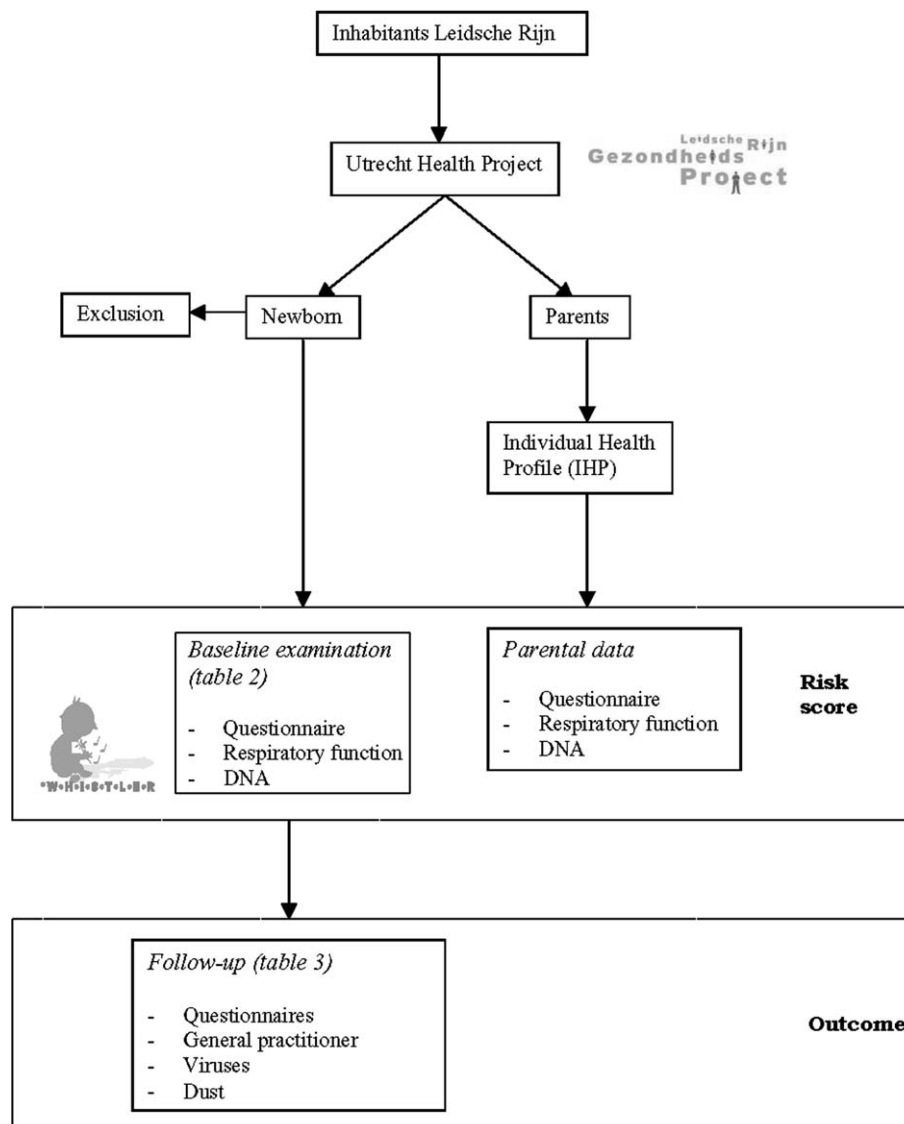 Inhabitants Leidsche Rijn
Utrecht Health Project
Leidsche Rijn
Gezondheids
Project
Exclusion
Newborn
Parents
Individual Health
Profile (IHP)
Baseline examination
(table 2)
- Questionnaire
- Respiratory function
- DNA
Parental data
- Questionnaire
- Respiratory function
- DNA
Risk
score
W·H·I·S·T·L·E·R
Follow-up (table 3)
- Questionnaires
- General practitioner
- Viruses
- Dust
Outcome